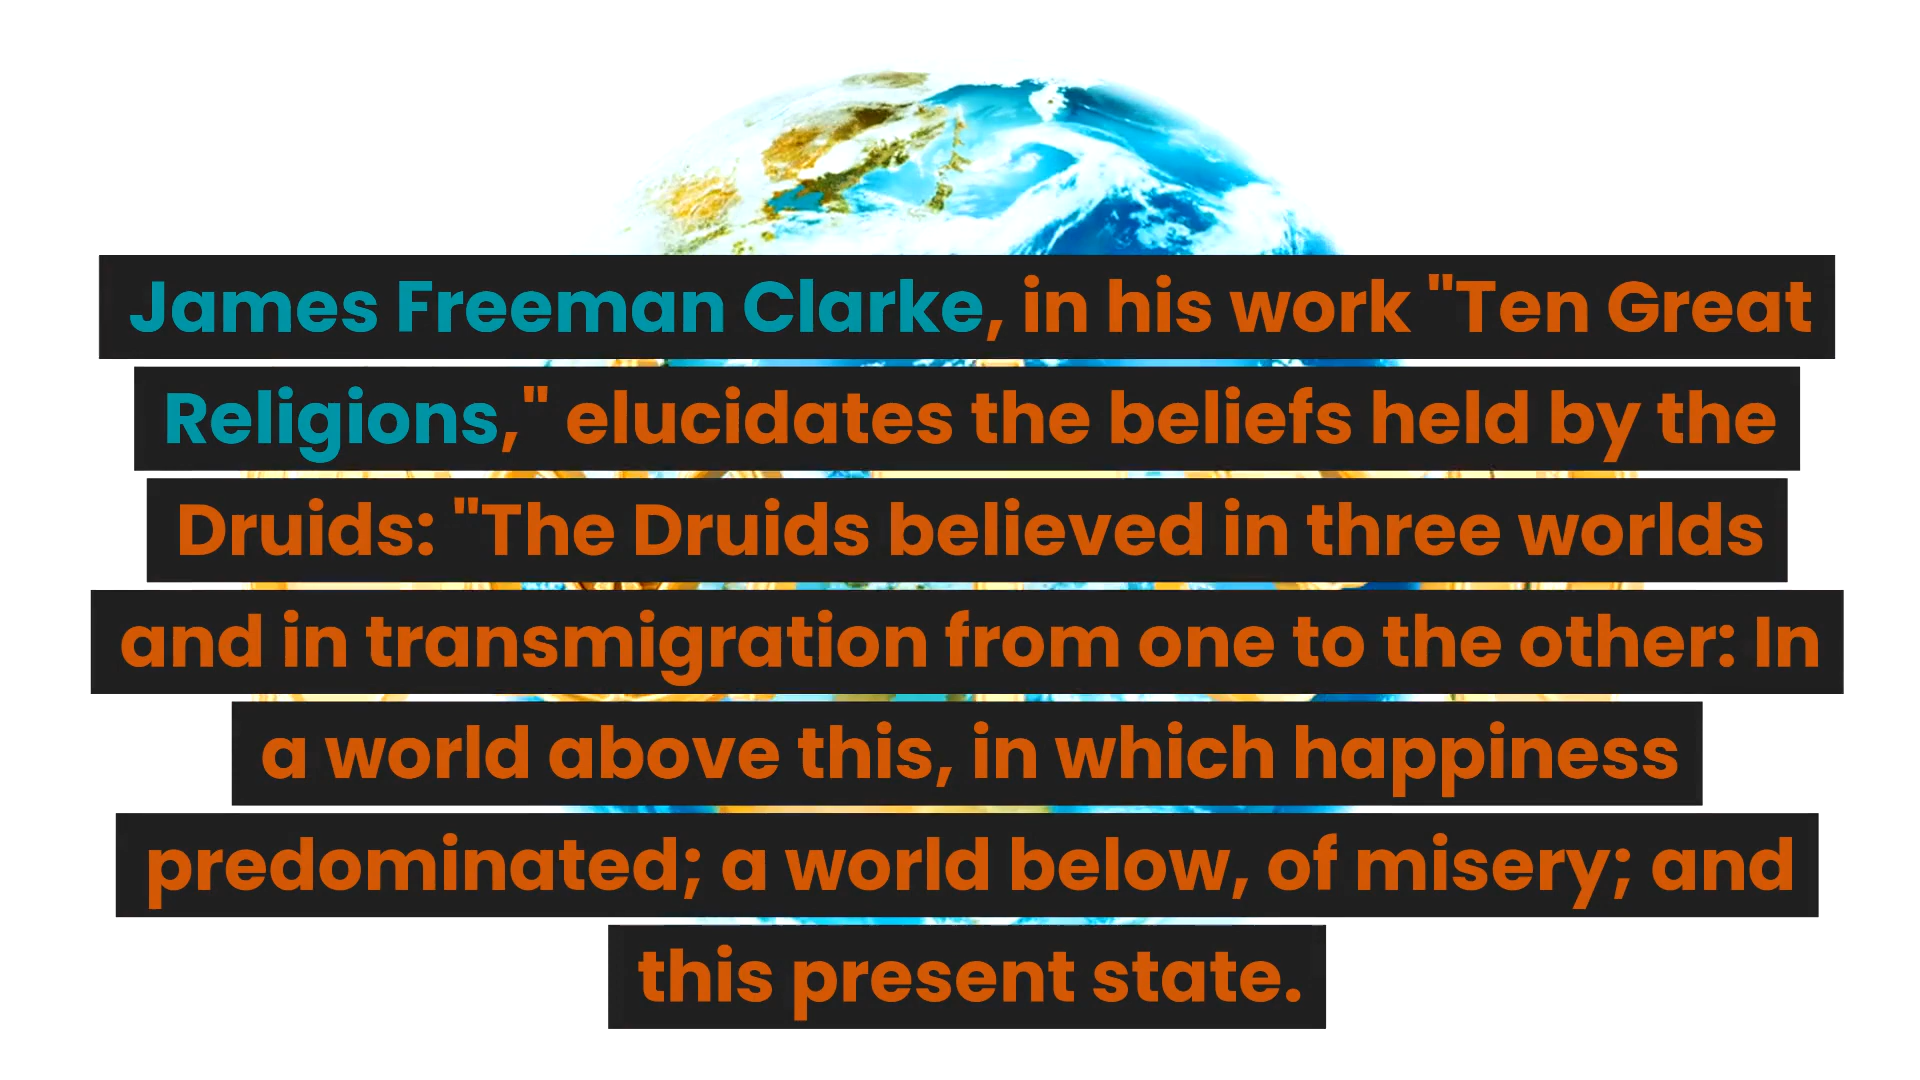 James Freeman Clarke, in his work "Ten Great
Religions," elucidates the beliefs held by the
Druids: "The Druids believed in three worlds
and in transmigration from one to the other: In
a world above this, in which happiness
predominated; a world below, of misery; and
this present state.